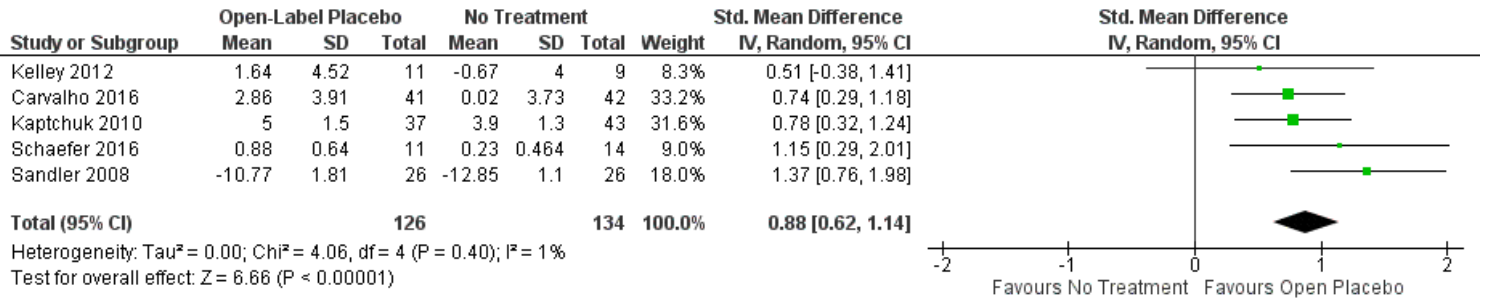 Open-Label Placebo No Treatment Std. Mean Difference Std. Mean Difference
Study or Subgroup Mean SD Total Mean SD Total Weight IV, Random, 95% CI IV, Random, 95% CI
Kelley 2012 1.64 4.52 11 -0.67 4 9 8.3% 0.51 [-0.38, 1.41]
Carvalho 2016 2.86 3.91 41 0.02 3.73 42 33.2% 0.74 [0.29, 1.18]
Kaptchuk 2010 5 1.5 37 3.9 1.3 43 31.6% 0.78 [0.32, 1.24]
Schaefer 2016 0.88 0.64 11 0.23 0.464 14 9.0% 1.15 [0.29, 2.01]
Sandler 2008 -10.77 1.81 26 -12.85 1.1 26 18.0% 1.37 [0.76, 1.98]
Total (95% CI) 126 134 100.0% 0.88 [0.62, 1.14]
Heterogeneity: Tau² = 0.00; Chi² = 4.06, df = 4 (P = 0.40); I² = 1%
Test for overall effect: Z = 6.66 (P < 0.00001)
-2 -1 0 1 2
Favours No Treatment Favours Open Placebo